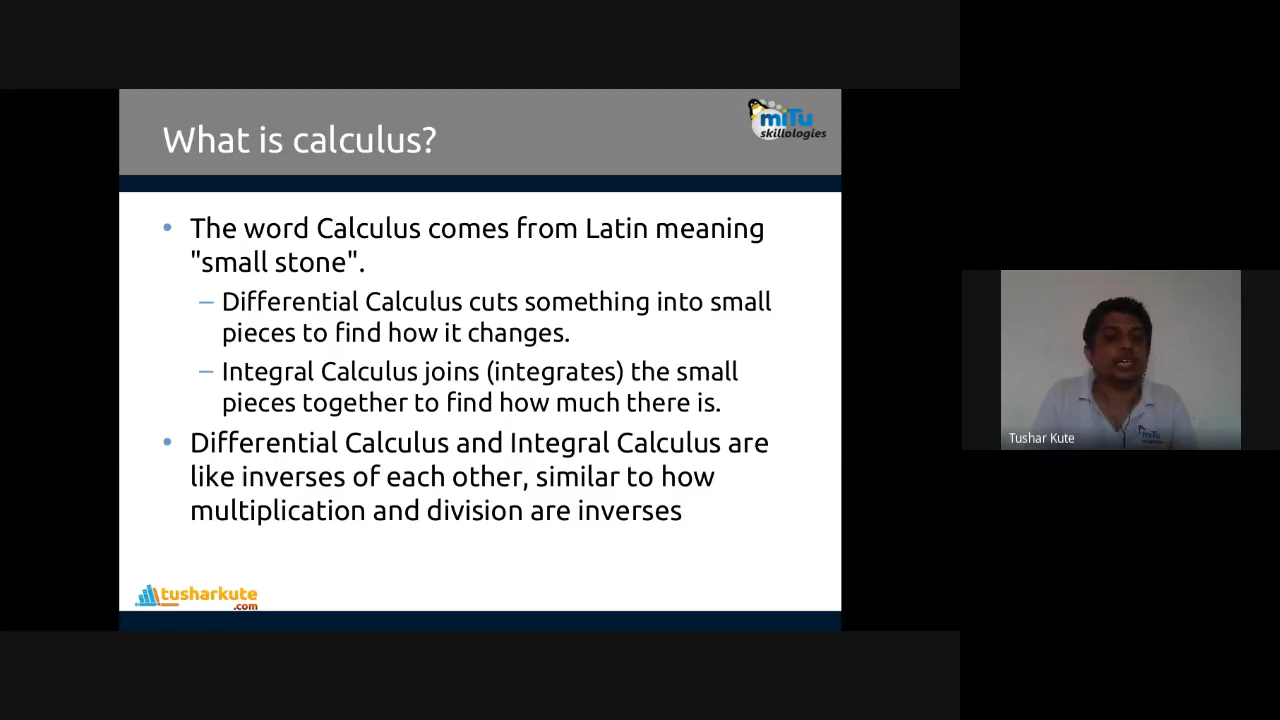 What is calculus?
miTu
skillologies
• The word Calculus comes from Latin meaning
"small stone".
– Differential Calculus cuts something into small
pieces to find how it changes.
– Integral Calculus joins (integrates) the small
pieces together to find how much there is.
• Differential Calculus and Integral Calculus are
like inverses of each other, similar to how
multiplication and division are inverses
tusharkute
.com
miTu
Tushar Kute